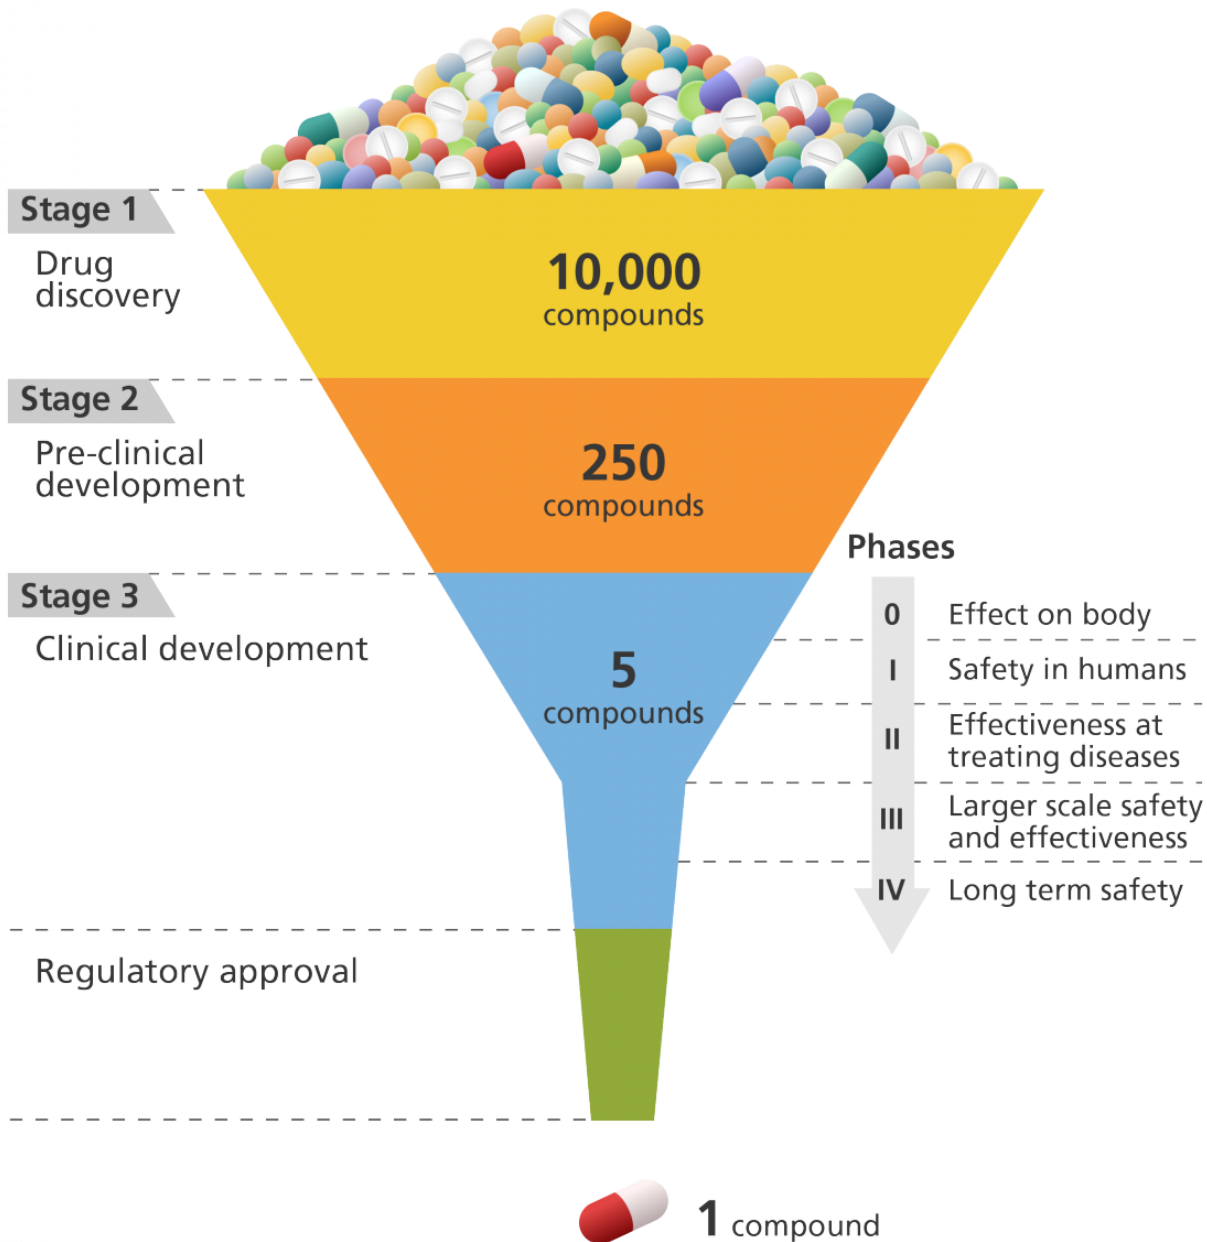 Stage 1
Drug
discovery
10,000
compounds
Stage 2
Pre-clinical
development
250
compounds
Stage 3
Clinical development
5
compounds
Phases
0 Effect on body
I Safety in humans
II Effectiveness at
treating diseases
III Larger scale safety
and effectiveness
IV Long term safety
Regulatory approval
1 compound